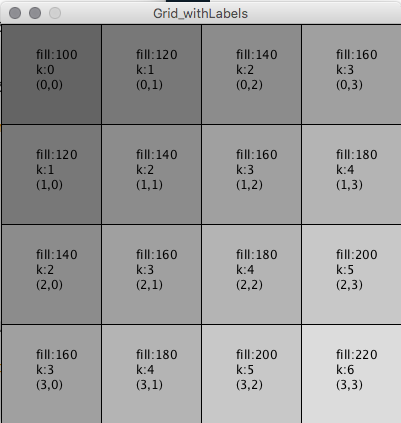 Grid_withLabels
fill:100
k:0
(0,0)
fill:120
k:1
(0,1)
fill:140
k:2
(0,2)
fill:160
k:3
(0,3)
fill:120
k:1
(1,0)
fill:140
k:2
(1,1)
fill:160
k:3
(1,2)
fill:180
k:4
(1,3)
fill:140
k:2
(2,0)
fill:160
k:3
(2,1)
fill:180
k:4
(2,2)
fill:200
k:5
(2,3)
fill:160
k:3
(3,0)
fill:180
k:4
(3,1)
fill:200
k:5
(3,2)
fill:220
k:6
(3,3)